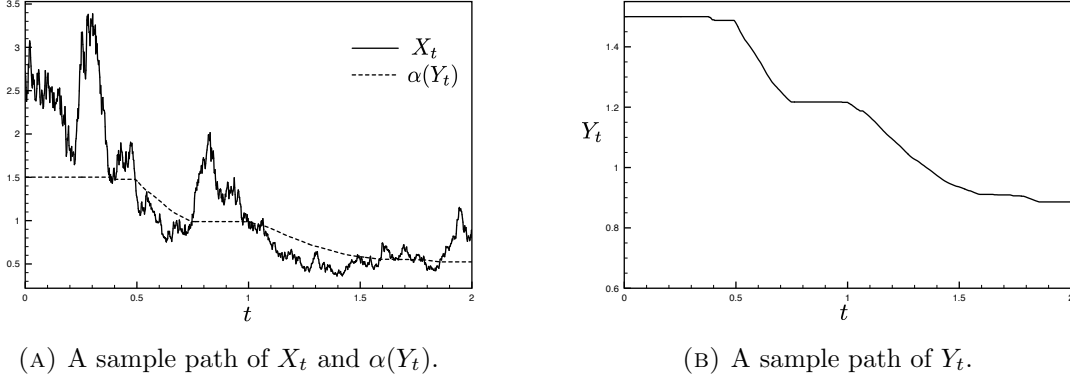 3.5
3
2.5
2
1.5
1
0.5
0 0.5 1 1.5 2
t
X_t
α(Y_t)
(A) A sample path of X_t and α(Y_t).
1.4
1.2
1
0.8
0.6
Y_t
0 0.5 1 1.5 2
t
(B) A sample path of Y_t.